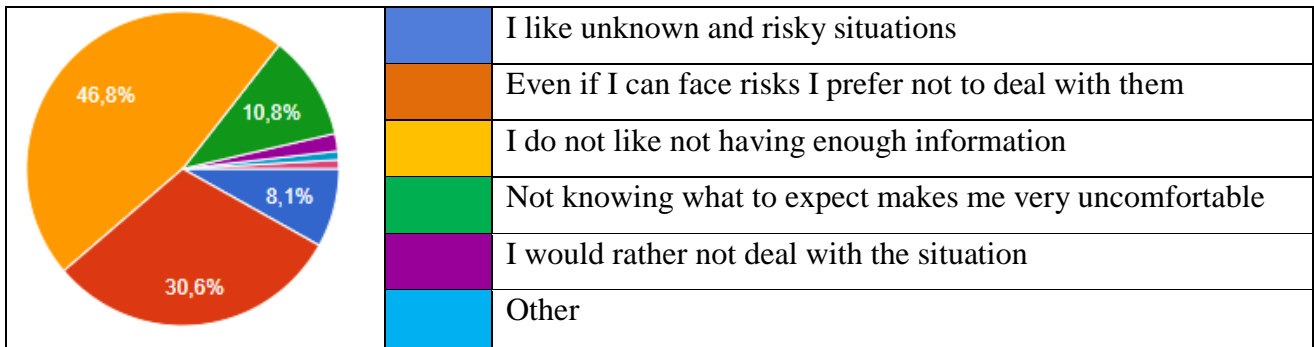 I like unknown and risky situations
46,8%
Even if I can face risks I prefer not to deal with them
10,8%
I do not like not having enough information
8,1%
Not knowing what to expect makes me very uncomfortable
I would rather not deal with the situation
30,6%
Other